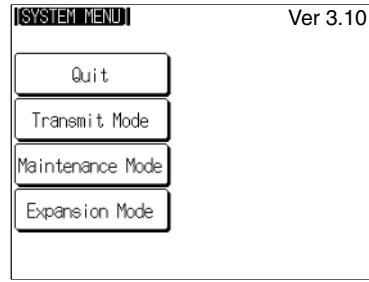 [SYSTEM MENU]
Ver 3.10
Quit
Transmit Mode
Maintenance Mode
Expansion Mode